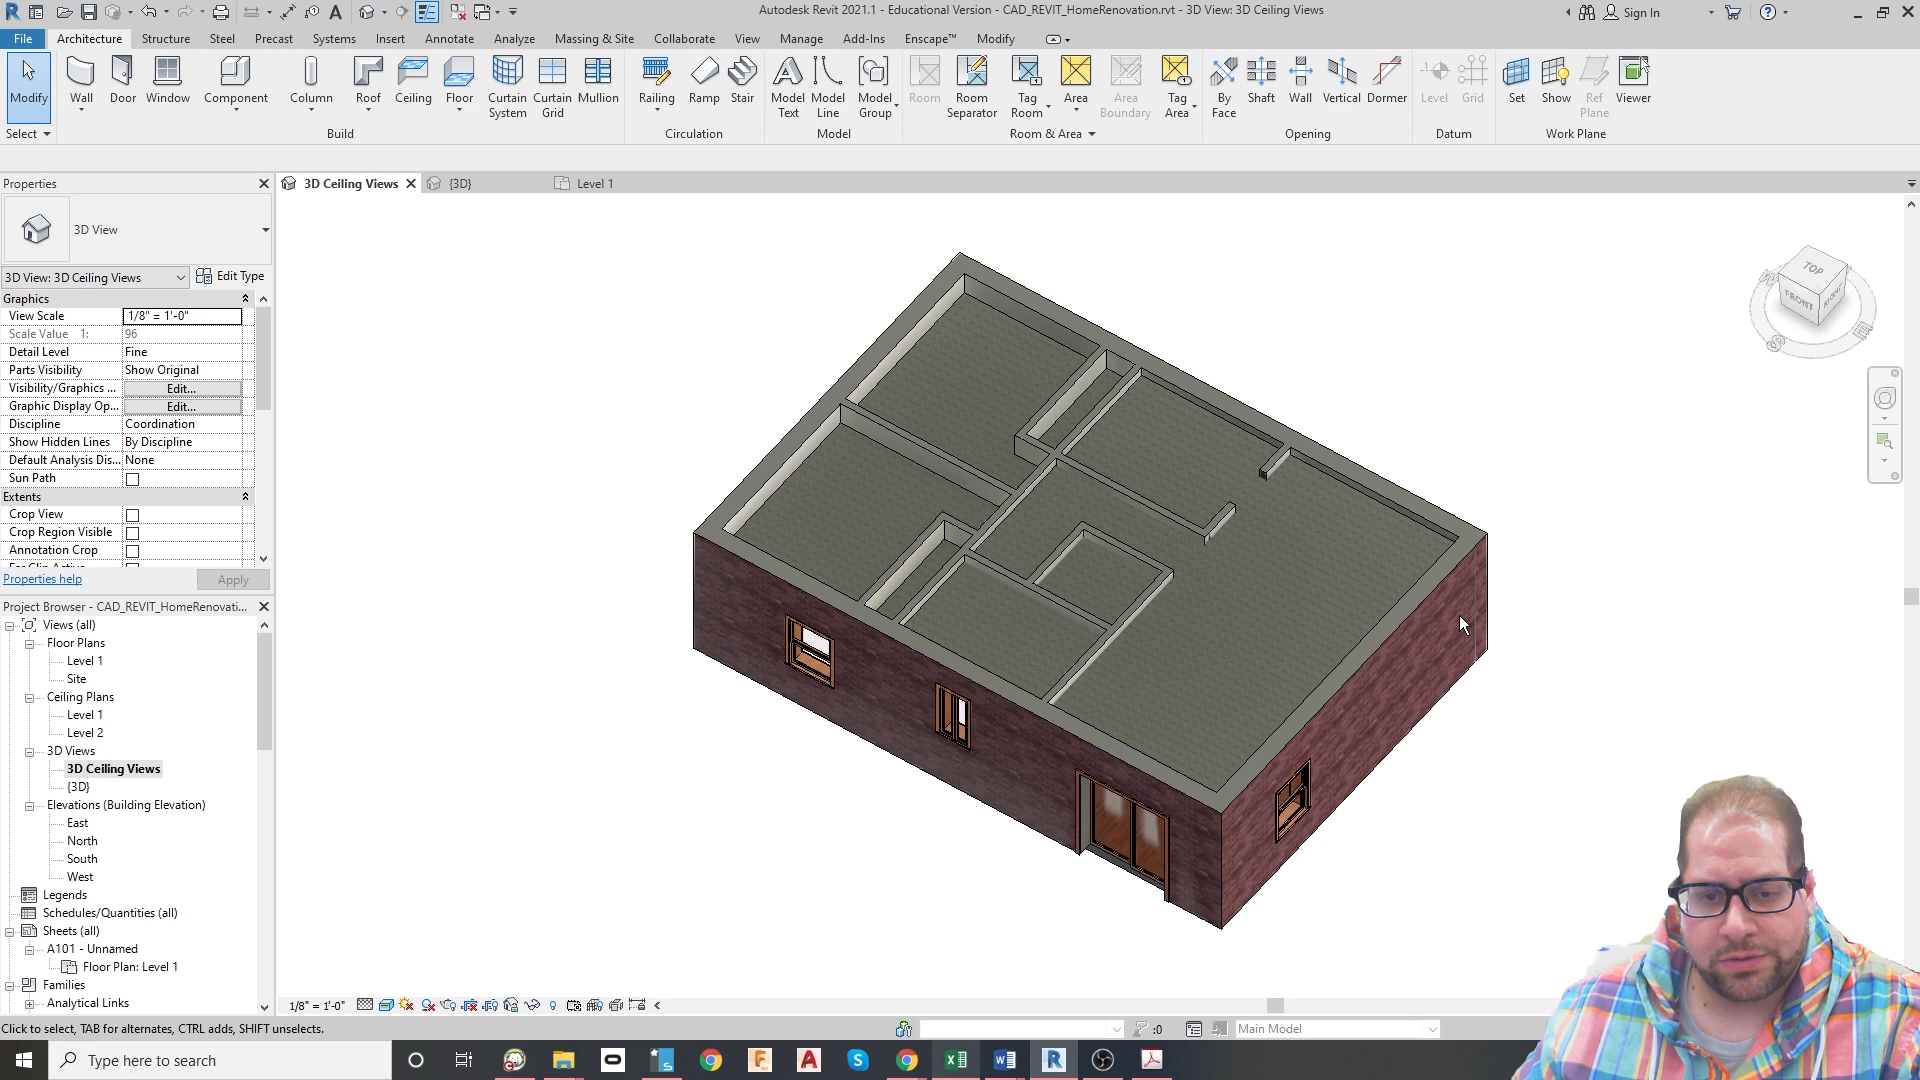 Autodesk Revit 2021.1 - Educational Version - CAD_REVIT_HomeRenovation.rvt - 3D View: 3D Ceiling Views
Sign In
File Architecture Structure Steel Precast Systems Insert Annotate Analyze Massing & Site Collaborate View Manage Add-Ins Enscape™ Modify
Modify Wall Door Window Component Column Roof Ceiling Floor Curtain System Curtain Grid Mullion Railing Ramp Stair Model Text Model Line Model Group Room Room Separator Tag Room Area Area Boundary Tag Area By Face Shaft Wall Vertical Dormer Level Grid Set Show Ref Plane Viewer
Select Build Circulation Model Room & Area Opening Datum Work Plane
Properties
3D Ceiling Views {3D} Level 1
3D View
3D View: 3D Ceiling Views Edit Type
Graphics
View Scale 1/8" = 1'-0"
Scale Value 1: 96
Detail Level Fine
Parts Visibility Show Original
Visibility/Graphics ... Edit...
Graphic Display Op... Edit...
Discipline Coordination
Show Hidden Lines By Discipline
Default Analysis Dis... None
Sun Path
Extents
Crop View
Crop Region Visible
Annotation Crop
Properties help Apply
Project Browser - CAD_REVIT_HomeRenovati...
Views (all)
Floor Plans
Level 1
Site
Ceiling Plans
Level 1
Level 2
3D Views
3D Ceiling Views
{3D}
Elevations (Building Elevation)
East
North
South
West
Legends
Schedules/Quantities (all)
Sheets (all)
A101 - Unnamed
Floor Plan: Level 1
Families
Analytical Links
TOP
FRONT
RIGHT
W
S
E
1/8" = 1'-0"
Click to select, TAB for alternates, CTRL adds, SHIFT unselects.
:0
Main Model
Type here to search